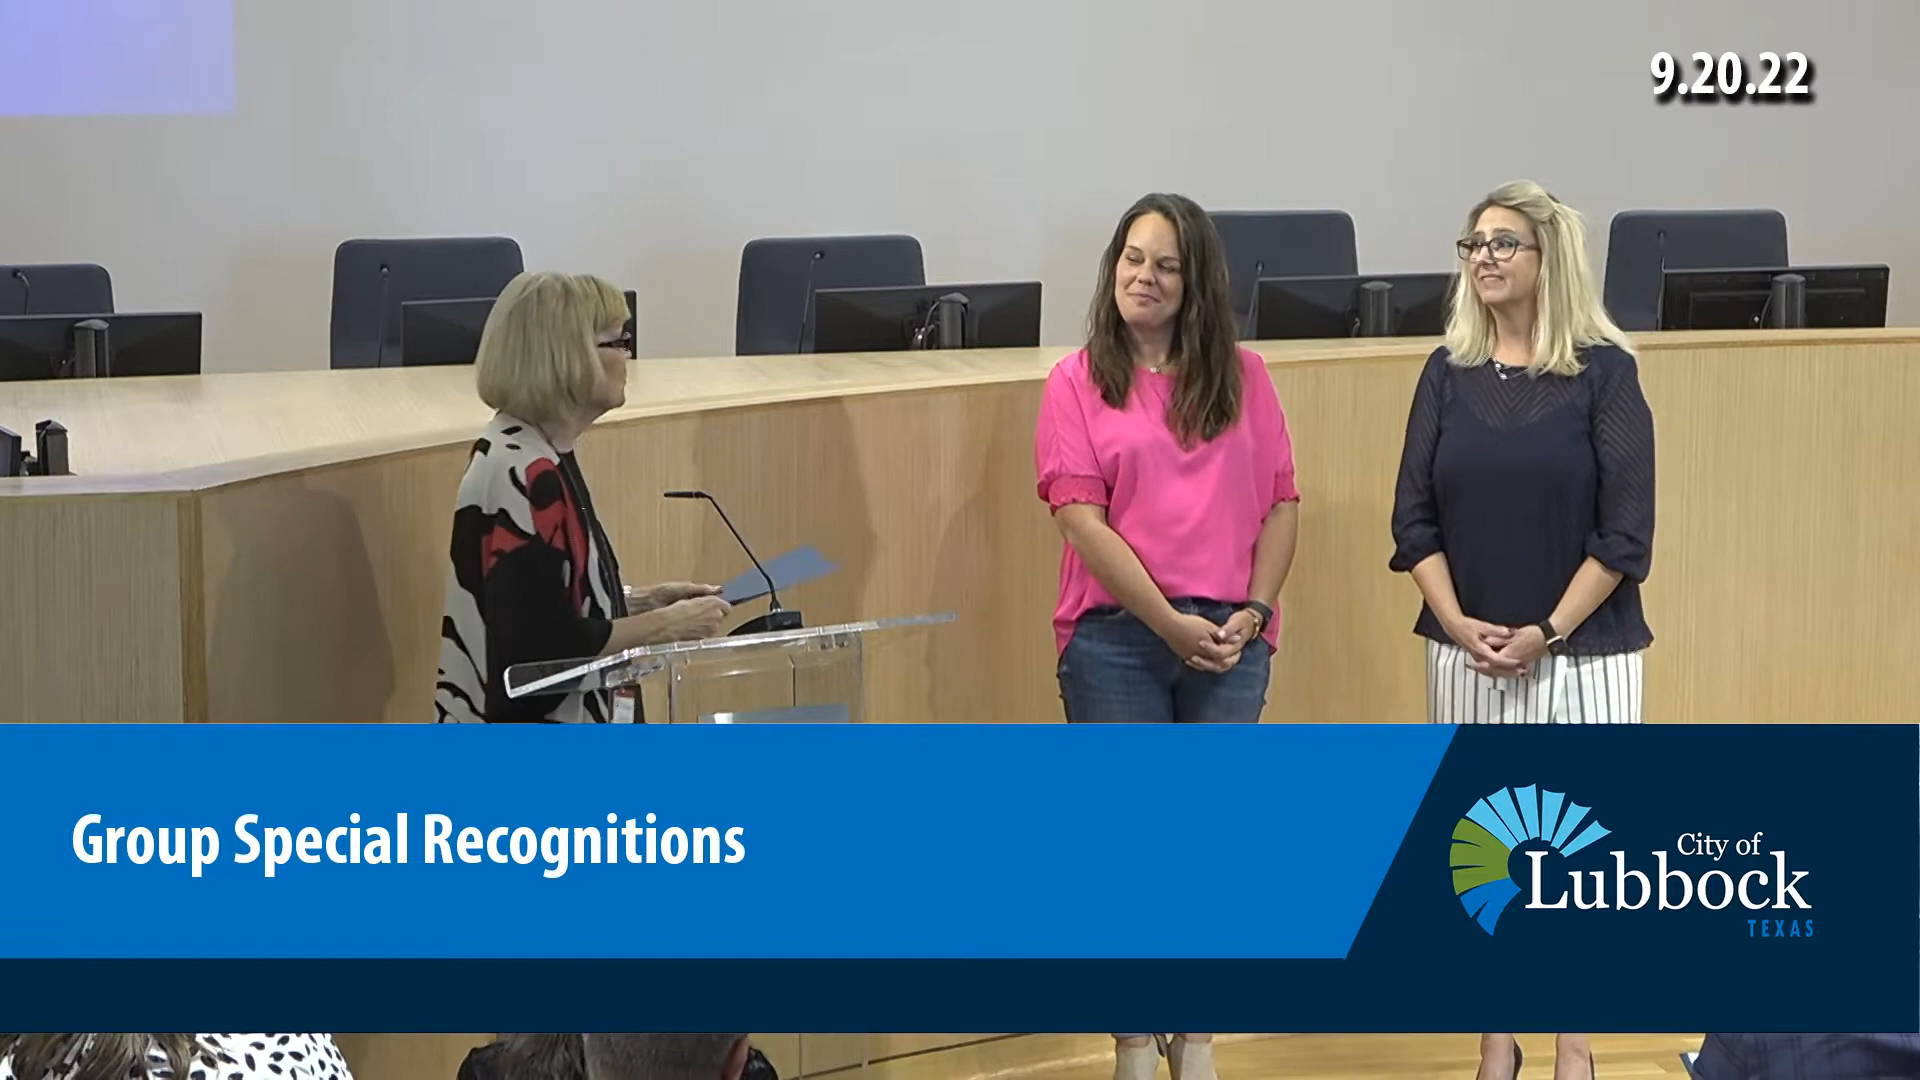 9.20.22
Group Special Recognitions
City of
Lubbock
TEXAS